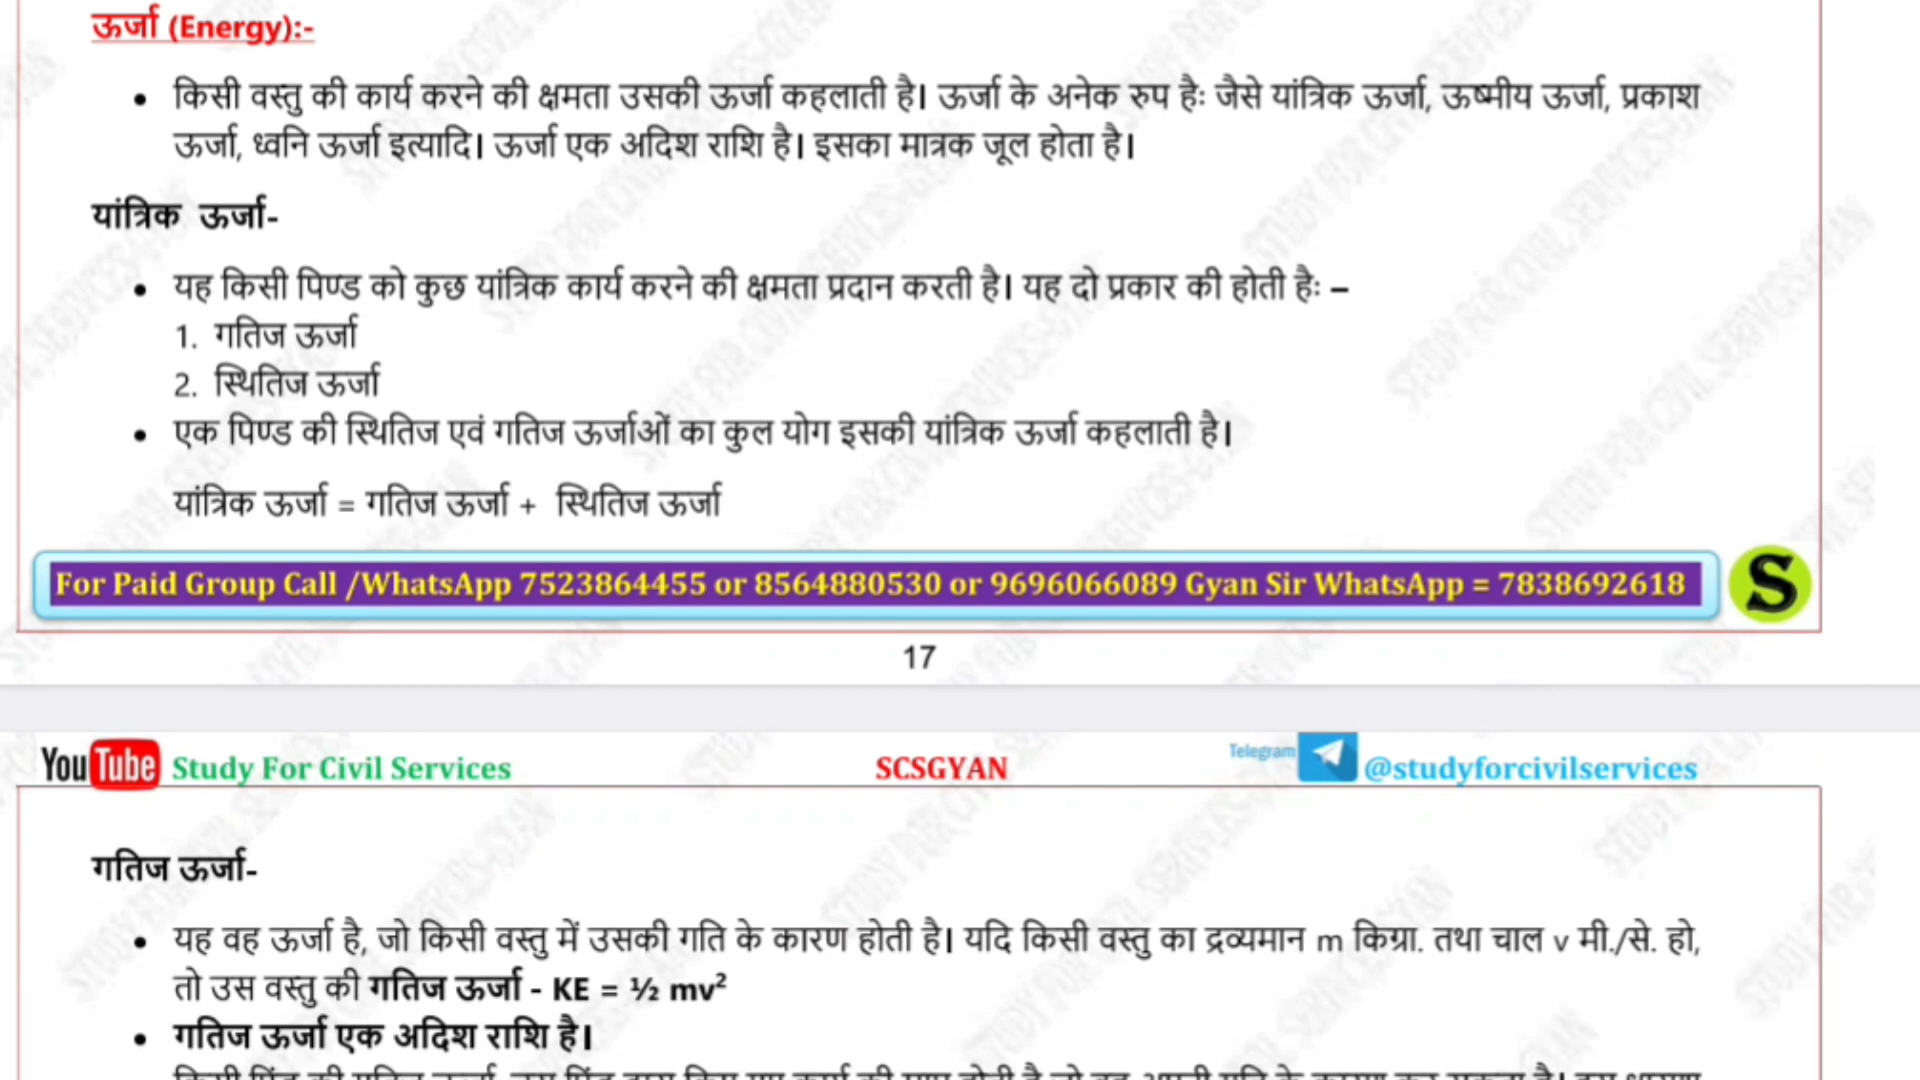 ऊर्जा (Energy):-
• किसी वस्तु की कार्य करने की क्षमता उसकी ऊर्जा कहलाती है। ऊर्जा के अनेक रुप हैः जैसे यांत्रिक ऊर्जा, ऊष्मीय ऊर्जा, प्रकाश
ऊर्जा, ध्वनि ऊर्जा इत्यादि। ऊर्जा एक अदिश राशि है। इसका मात्रक जूल होता है।
यांत्रिक ऊर्जा-
• यह किसी पिण्ड को कुछ यांत्रिक कार्य करने की क्षमता प्रदान करती है। यह दो प्रकार की होती हैः –
1. गतिज ऊर्जा
2. स्थितिज ऊर्जा
• एक पिण्ड की स्थितिज एवं गतिज ऊर्जाओं का कुल योग इसकी यांत्रिक ऊर्जा कहलाती है।
यांत्रिक ऊर्जा = गतिज ऊर्जा + स्थितिज ऊर्जा
For Paid Group Call /WhatsApp 7523864455 or 8564880530 or 9696066089 Gyan Sir WhatsApp = 7838692618
S
17
YouTube Study For Civil Services SCSGYAN Telegram @studyforcivilservices
गतिज ऊर्जा-
• यह वह ऊर्जा है, जो किसी वस्तु में उसकी गति के कारण होती है। यदि किसी वस्तु का द्रव्यमान m किग्रा. तथा चाल v मी./से. हो,
तो उस वस्तु की गतिज ऊर्जा - KE = ½ mv²
• गतिज ऊर्जा एक अदिश राशि है।